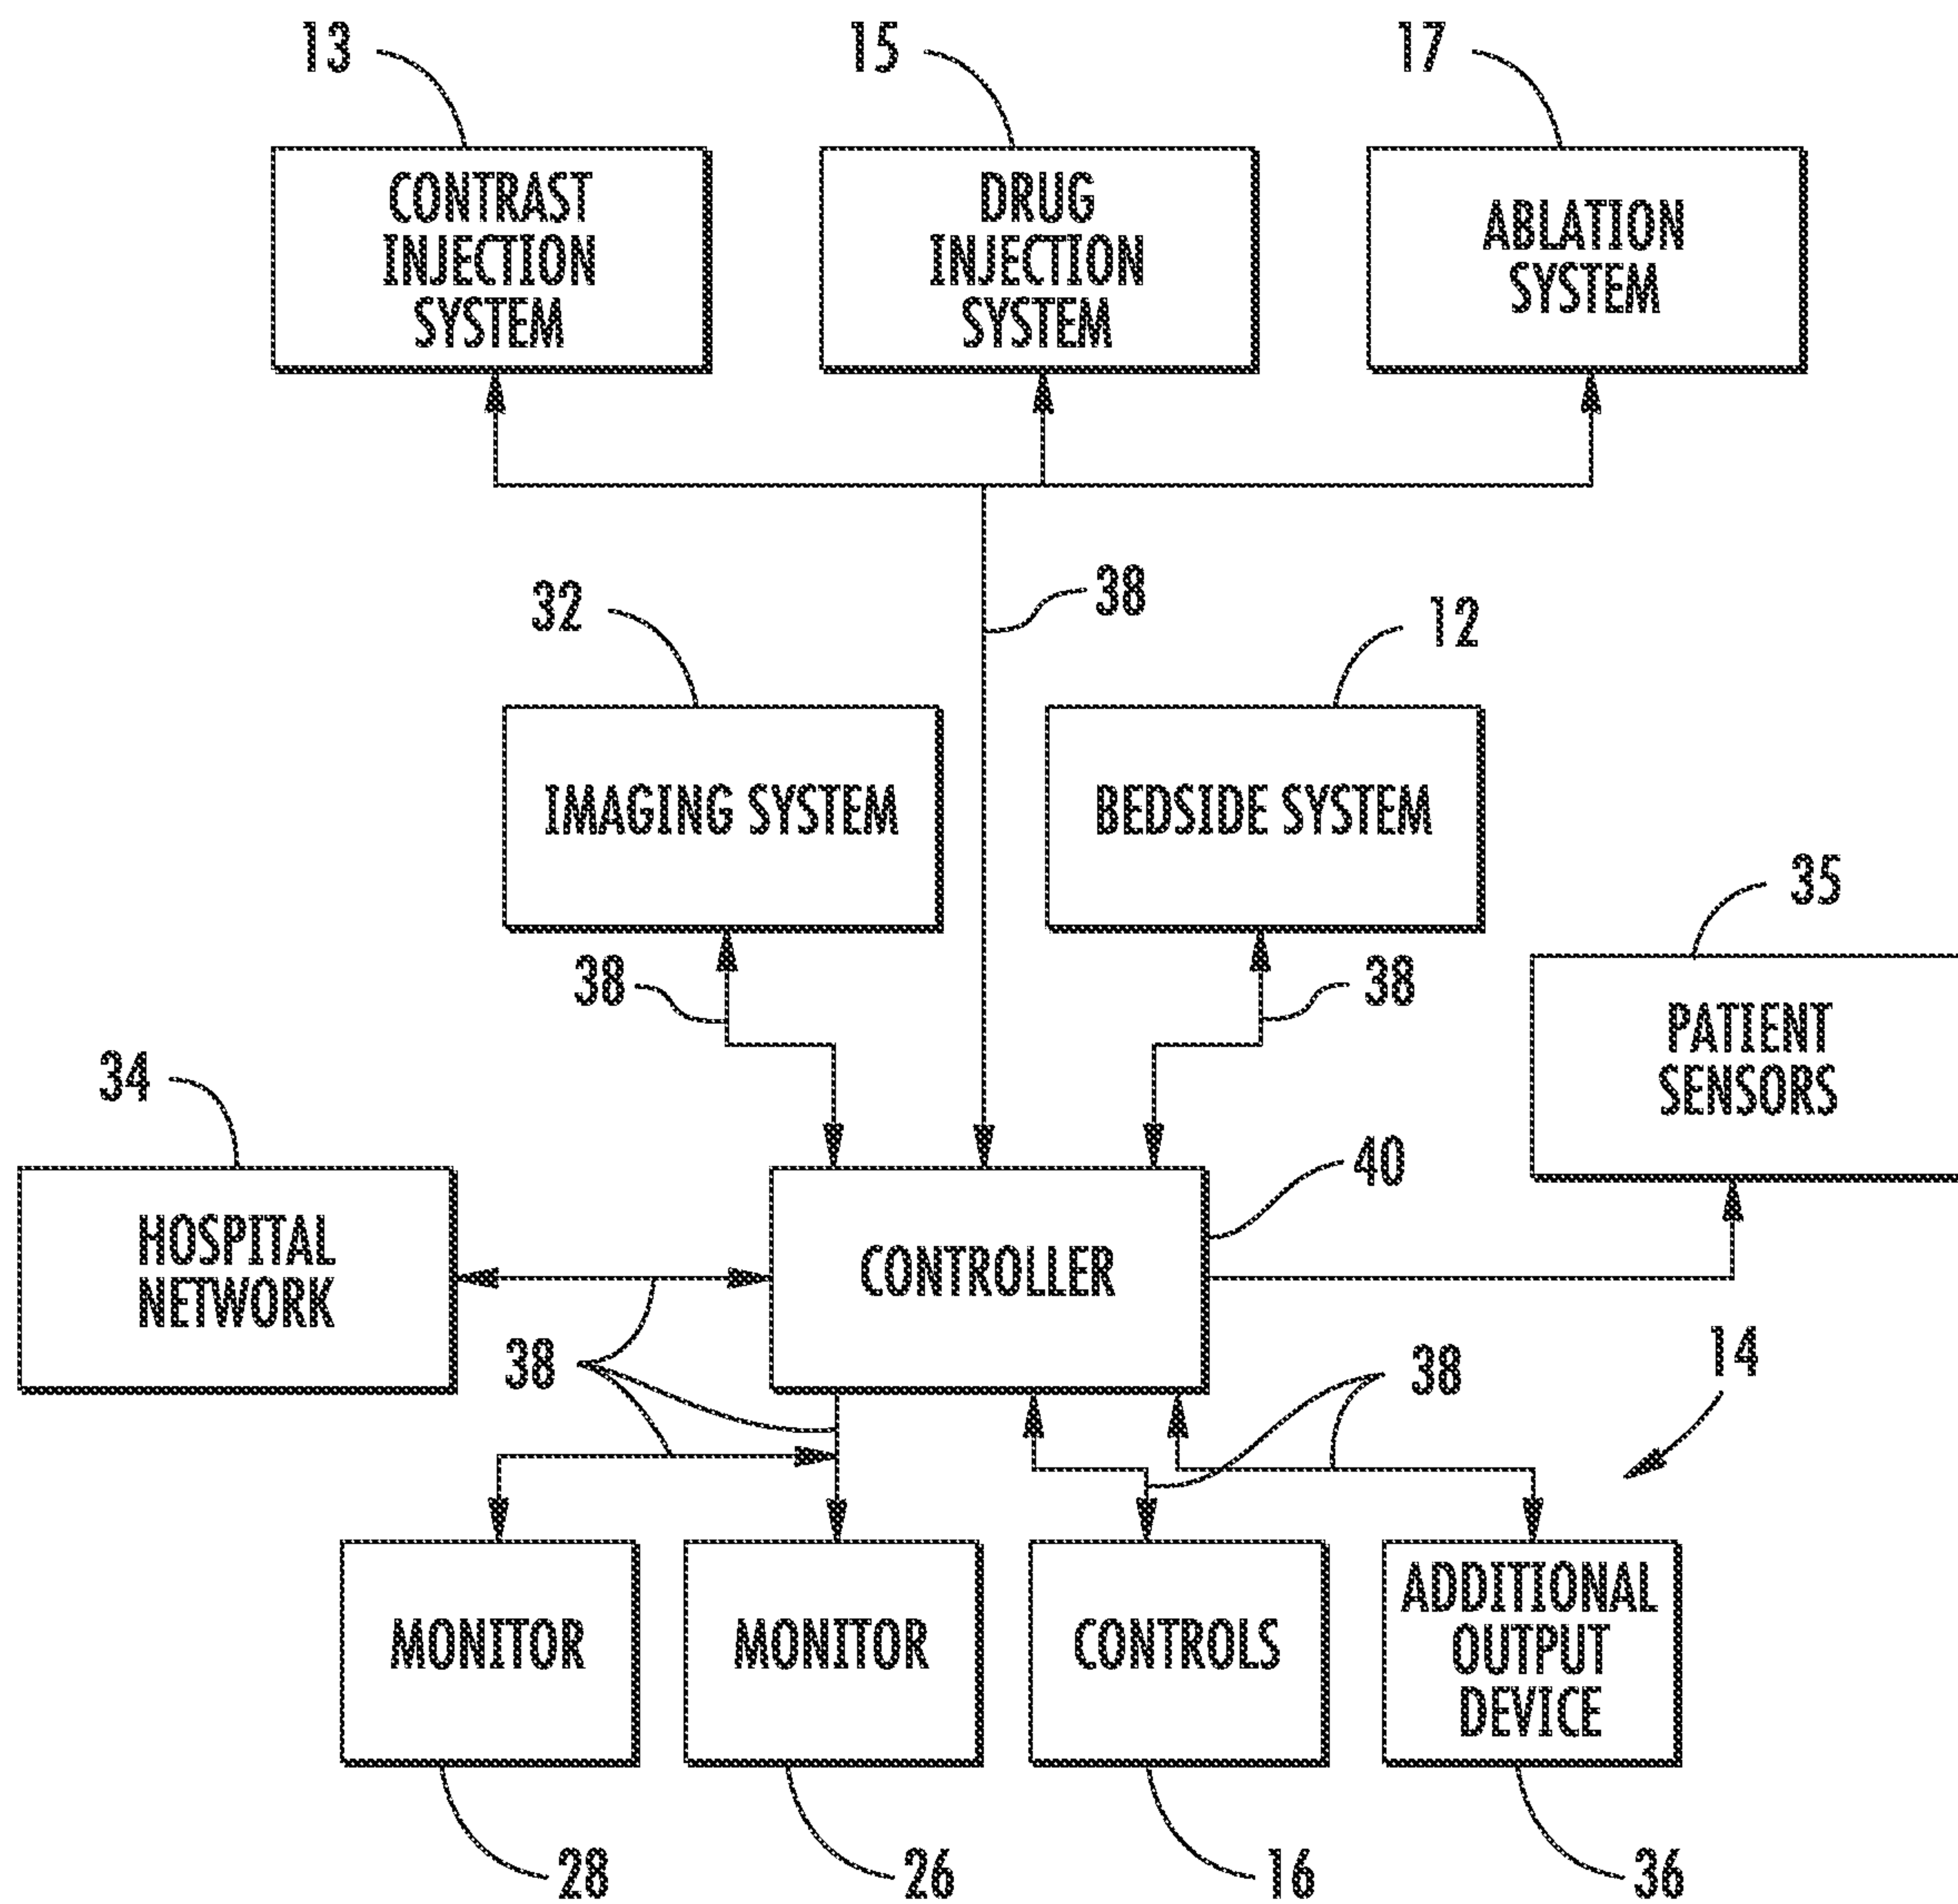 13
15
17
CONTRAST
INJECTION
SYSTEM
DRUG
INJECTION
SYSTEM
ABLATION
SYSTEM
38
32
12
IMAGING SYSTEM
BEDSIDE SYSTEM
35
38
38
PATIENT
SENSORS
34
40
HOSPITAL
NETWORK
CONTROLLER
38
38
14
MONITOR
MONITOR
CONTROLS
ADDITIONAL
OUTPUT
DEVICE
28
26
16
36